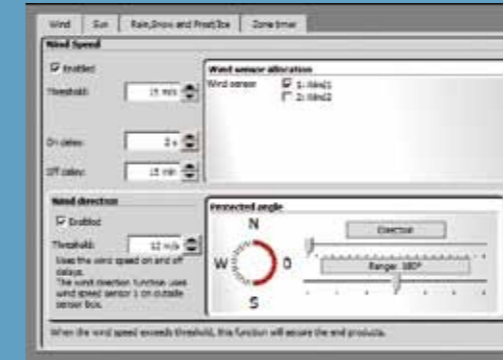 Wind Sun Rain,Snow and Frost/Ice Zone timer
Wind Speed
Enabled
Threshold: 15 m/s
On delay: 2 s
Off delay: 15 min
Wind sensor allocation
Wind sensor 1: Wind1
2: Wind2
Wind direction
Enabled
Threshold: 12 m/s
Uses the wind speed on and off
delays.
The wind direction function uses
wind speed sensor 1 on outside
sensor box.
Protected angle
N
W O
S
Direction
Range: 180°
When the wind speed exceeds threshold, this function will secure the end products.